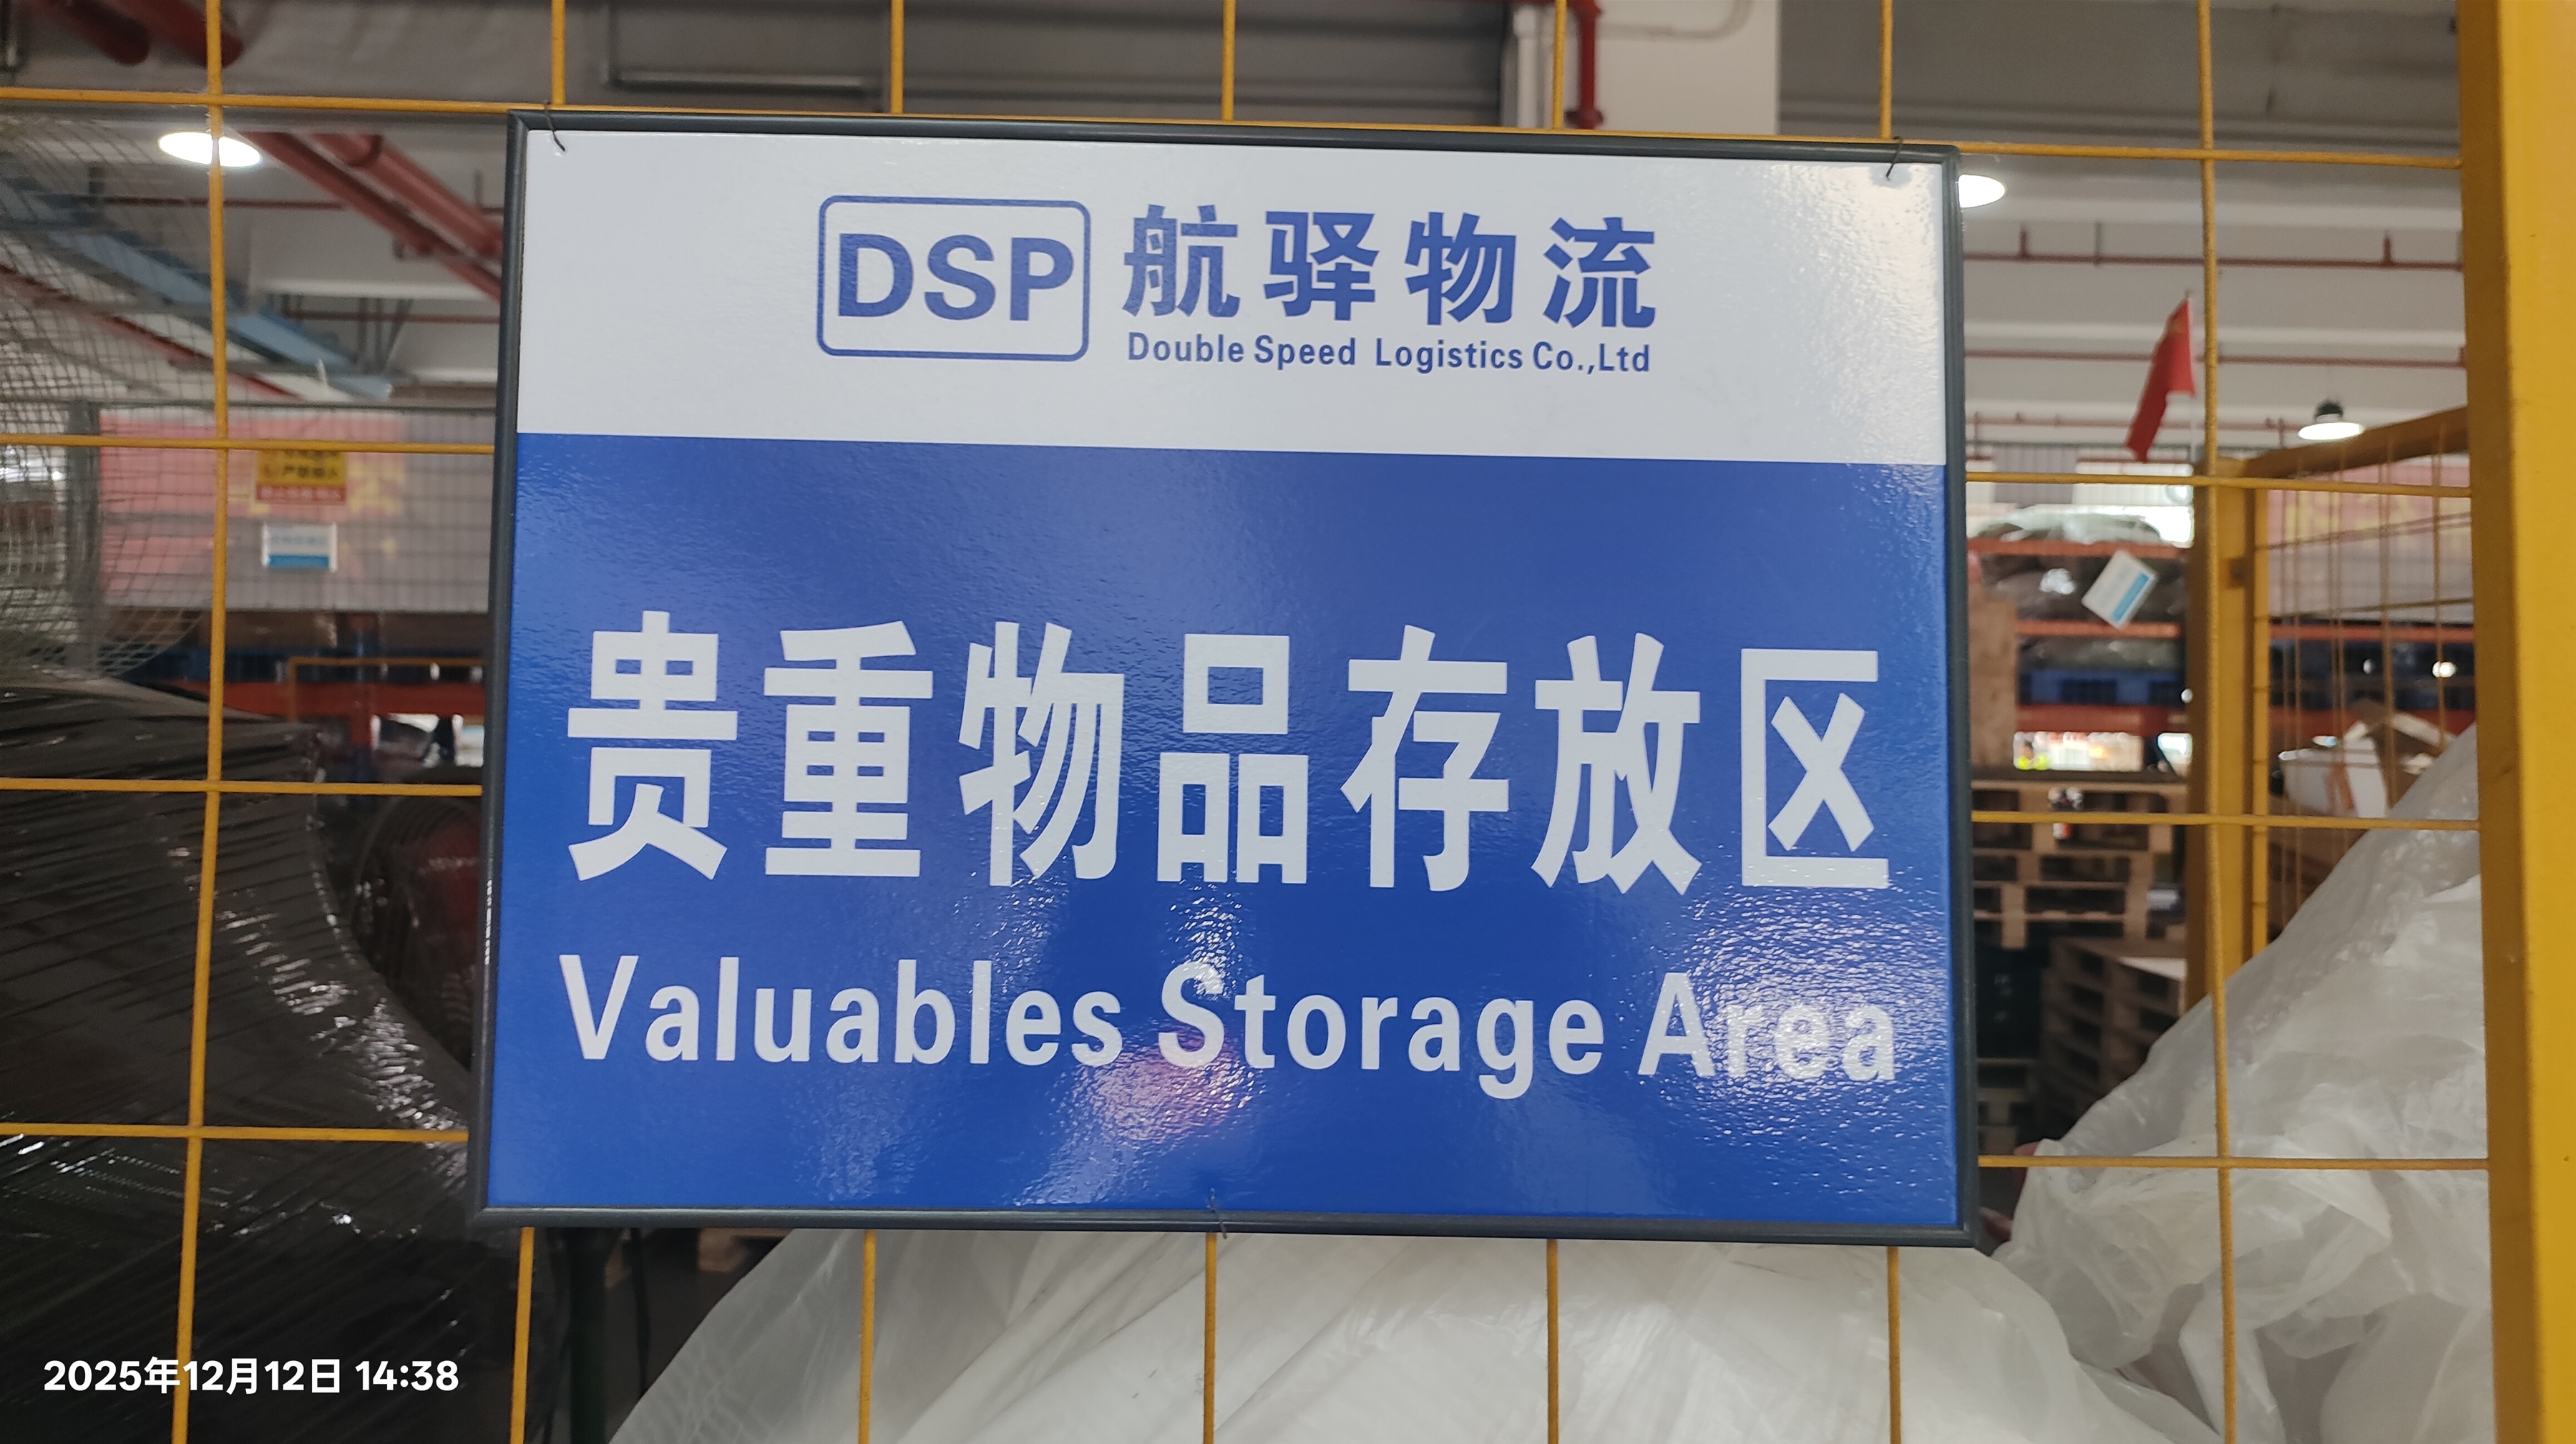 DSP 航驿物流
Double Speed Logistics Co.,Ltd
贵重物品存放区
Valuables Storage Area
2025年12月12日 14:38